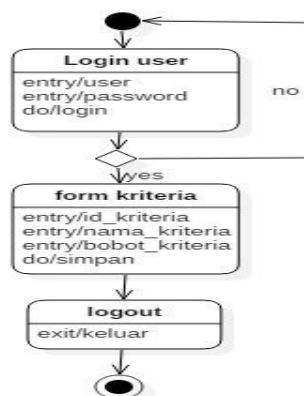 Login user
entry/user
entry/password
do/login
no
yes
form kriteria
entry/id_kriteria
entry/nama_kriteria
entry/bobot_kriteria
do/simpan
logout
exit/keluar